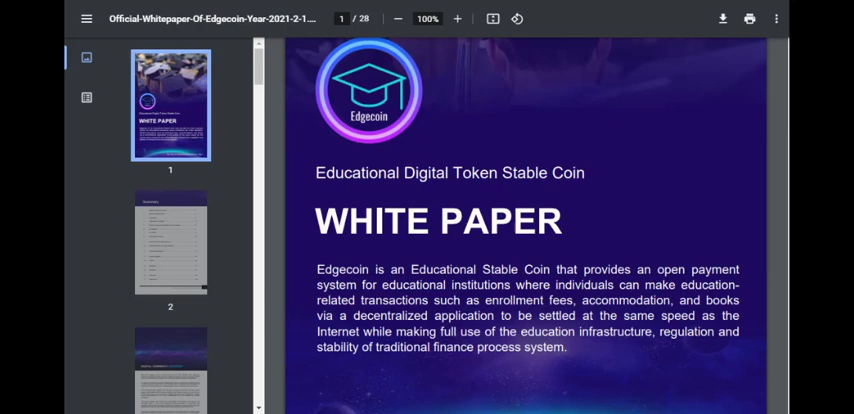 Official-Whitepaper-Of-Edgecoin-Year-2021-2-1....
1 / 28
100%
WHITE PAPER
1
2
Edgecoin
Educational Digital Token Stable Coin
WHITE PAPER
Edgecoin is an Educational Stable Coin that provides an open payment
system for educational institutions where individuals can make education-
related transactions such as enrollment fees, accommodation, and books
via a decentralized application to be settled at the same speed as the
Internet while making full use of the education infrastructure, regulation and
stability of traditional finance process system.